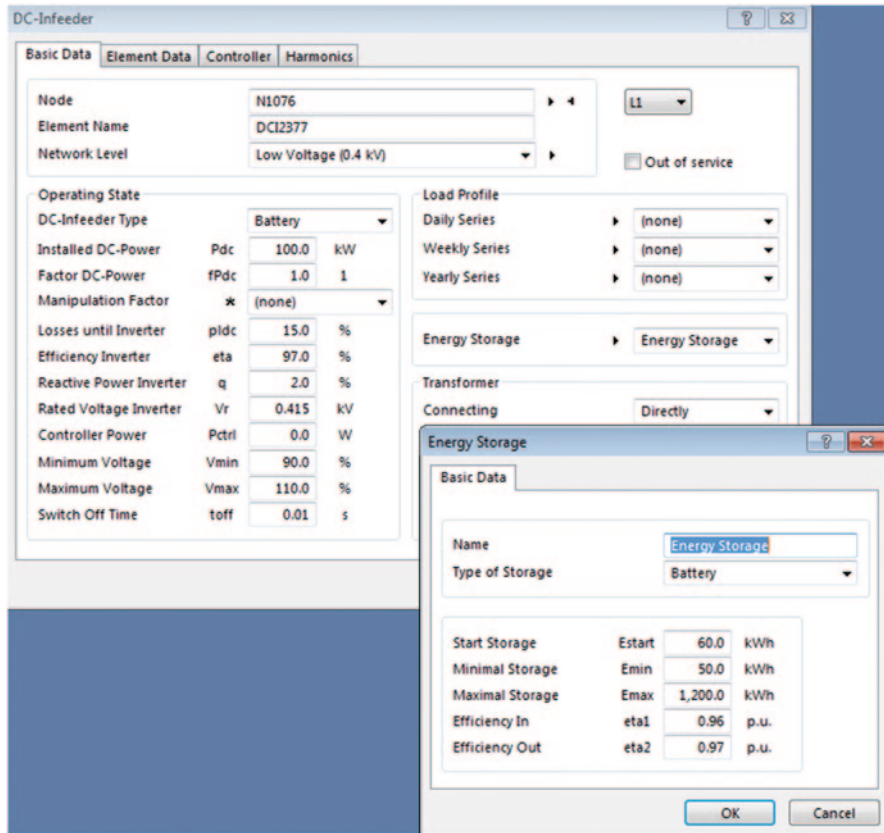 DC-Infeeder
Basic Data Element Data Controller Harmonics
Node N1076 L1
Element Name DCI2377
Network Level Low Voltage (0.4 kV) Out of service
Operating State Load Profile
DC-Infeeder Type Battery Daily Series (none)
Installed DC-Power Pdc 100.0 kW Weekly Series (none)
Factor DC-Power fPdc 1.0 1 Yearly Series (none)
Manipulation Factor * (none)
Losses until Inverter pldc 15.0 % Energy Storage Energy Storage
Efficiency Inverter eta 97.0 %
Reactive Power Inverter q 2.0 % Transformer
Rated Voltage Inverter Vr 0.415 kV Connecting Directly
Controller Power Pctrl 0.0 W
Minimum Voltage Vmin 90.0 %
Maximum Voltage Vmax 110.0 %
Switch Off Time toff 0.01 s
Energy Storage
Basic Data
Name Energy Storage
Type of Storage Battery
Start Storage Estart 60.0 kWh
Minimal Storage Emin 50.0 kWh
Maximal Storage Emax 1,200.0 kWh
Efficiency In eta1 0.96 p.u.
Efficiency Out eta2 0.97 p.u.
OK Cancel